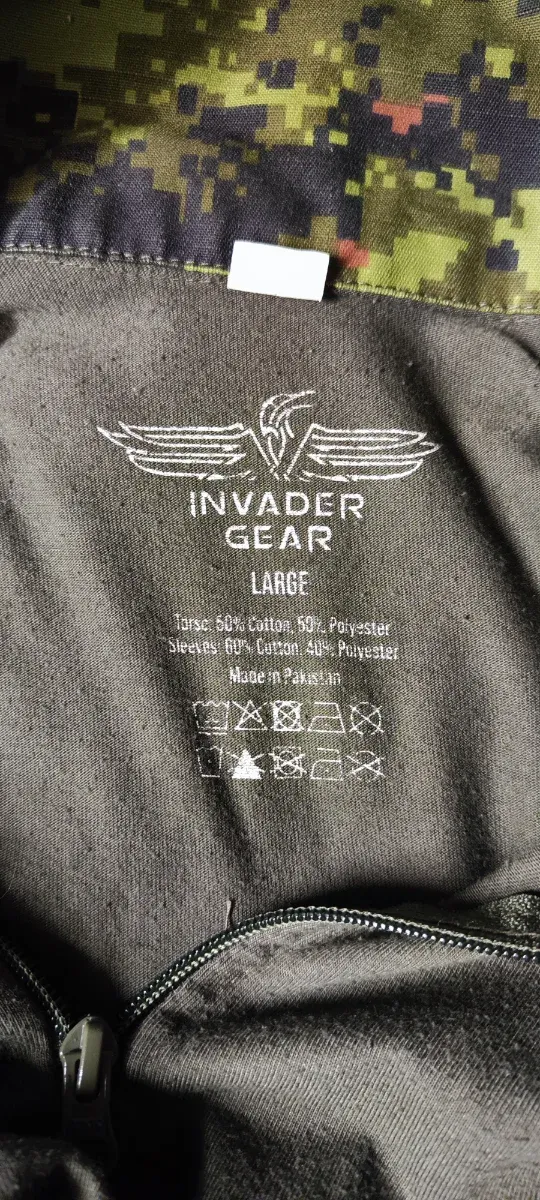 INVADER
GEAR
LARGE
Torso: 50% Cotton, 50% Polyester
Sleeves: 60% Cotton, 40% Polyester
Made in Pakistan